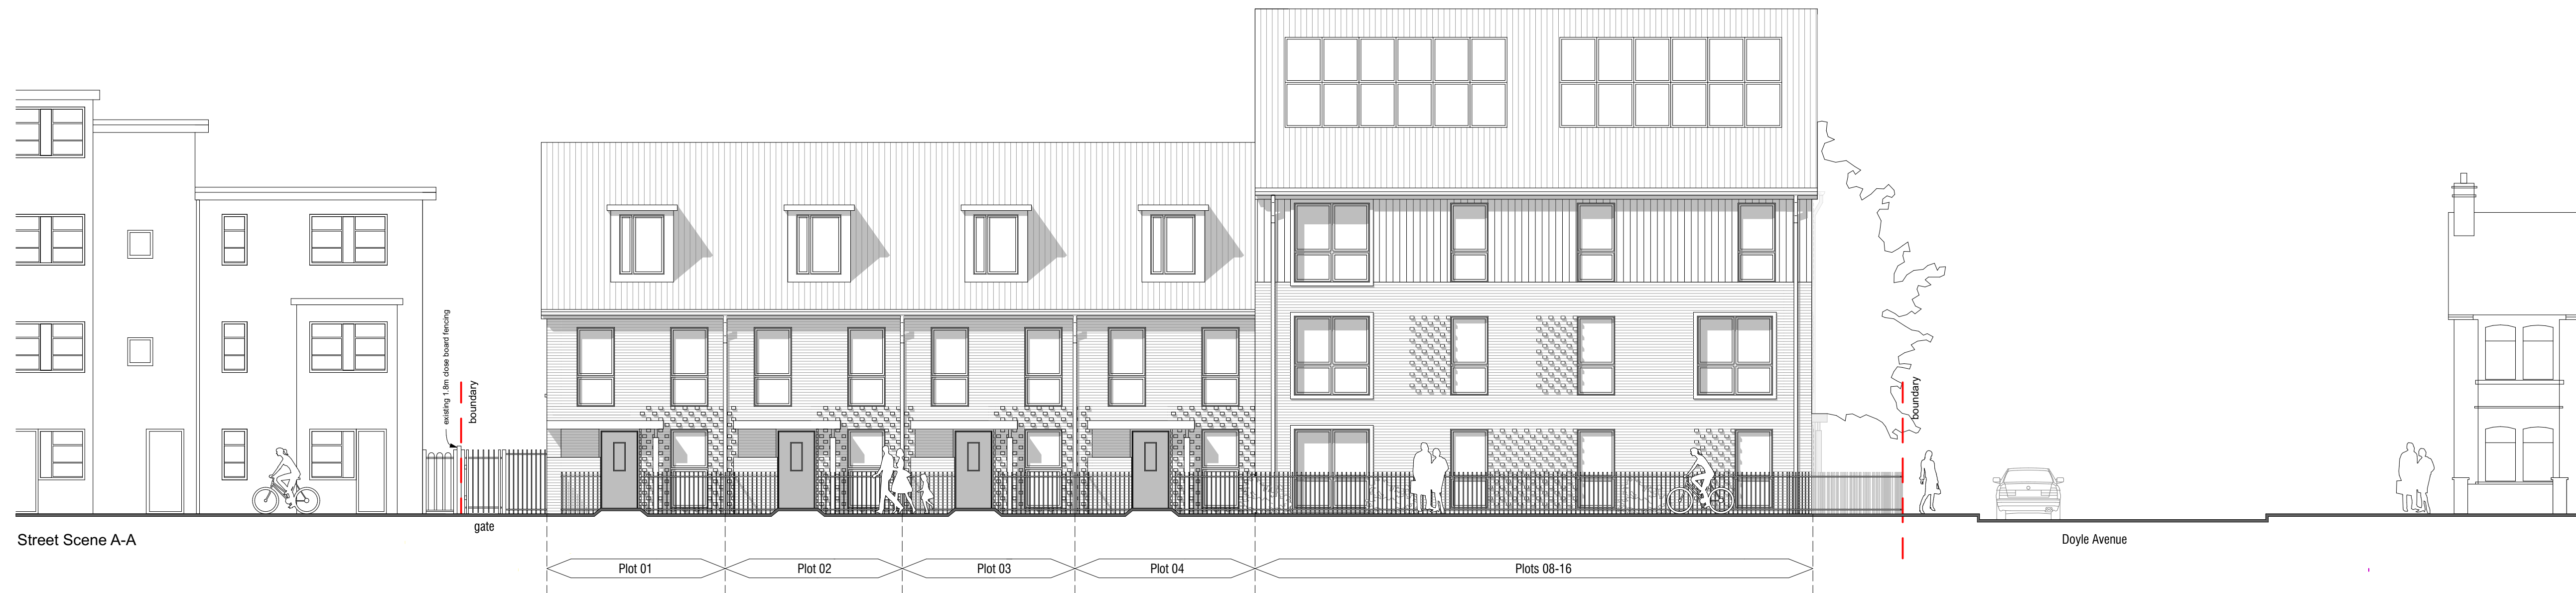 existing 1.8m close board fencing
boundary
boundary
gate
Street Scene A-A
Doyle Avenue
Plot 01
Plot 02
Plot 03
Plot 04
Plots 08-16